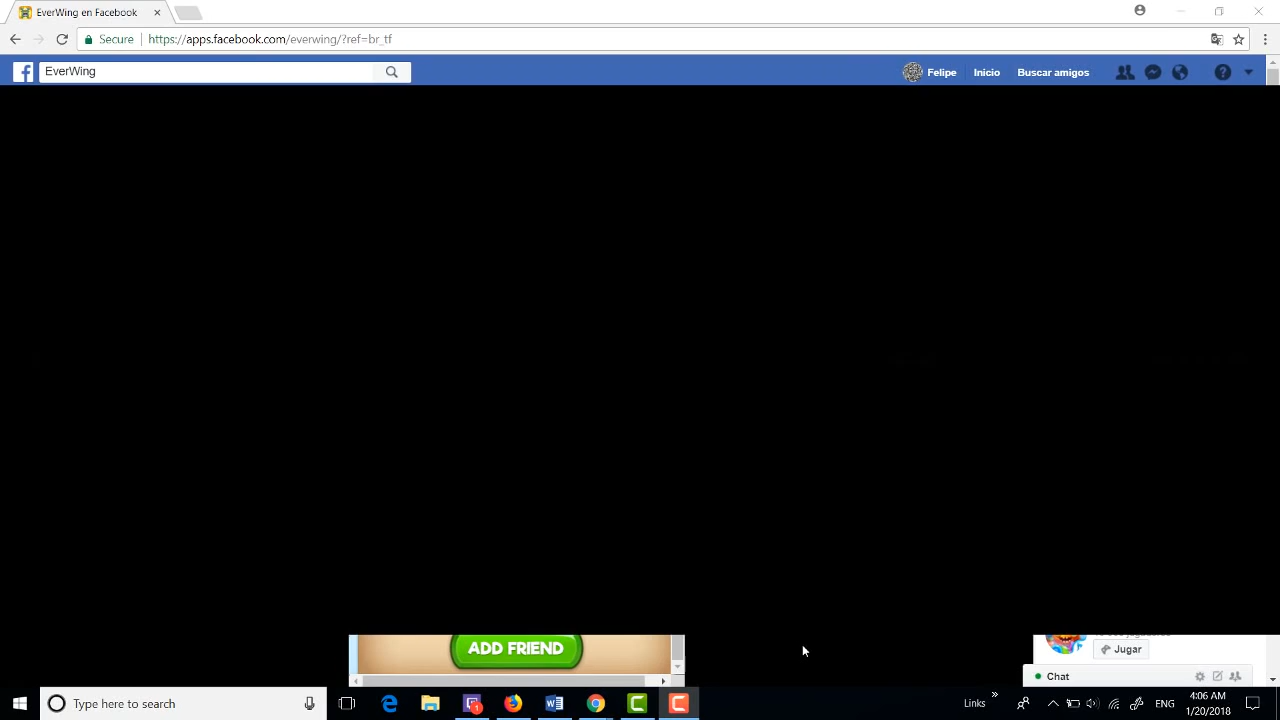 EverWing en Facebook
Secure
https://apps.facebook.com/everwing/?ref=br_tf
EverWing
Felipe
Inicio
Buscar amigos
ADD FRIEND
Jugar
Chat
Type here to search
1
Links
ENG
4:06 AM
1/20/2018